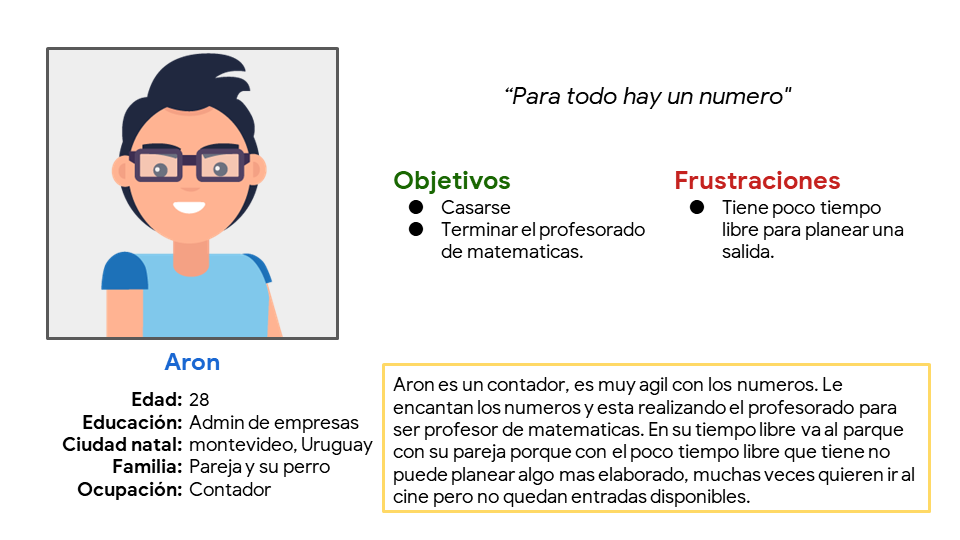 “Para todo hay un numero"
Objetivos
● Casarse
● Terminar el profesorado
de matematicas.
Frustraciones
● Tiene poco tiempo
libre para planear una
salida.
Aron
Edad: 28
Educación: Admin de empresas
Ciudad natal: montevideo, Uruguay
Familia: Pareja y su perro
Ocupación: Contador
Aron es un contador, es muy agil con los numeros. Le
encantan los numeros y esta realizando el profesorado para
ser profesor de matematicas. En su tiempo libre va al parque
con su pareja porque con el poco tiempo libre que tiene no
puede planear algo mas elaborado, muchas veces quieren ir al
cine pero no quedan entradas disponibles.